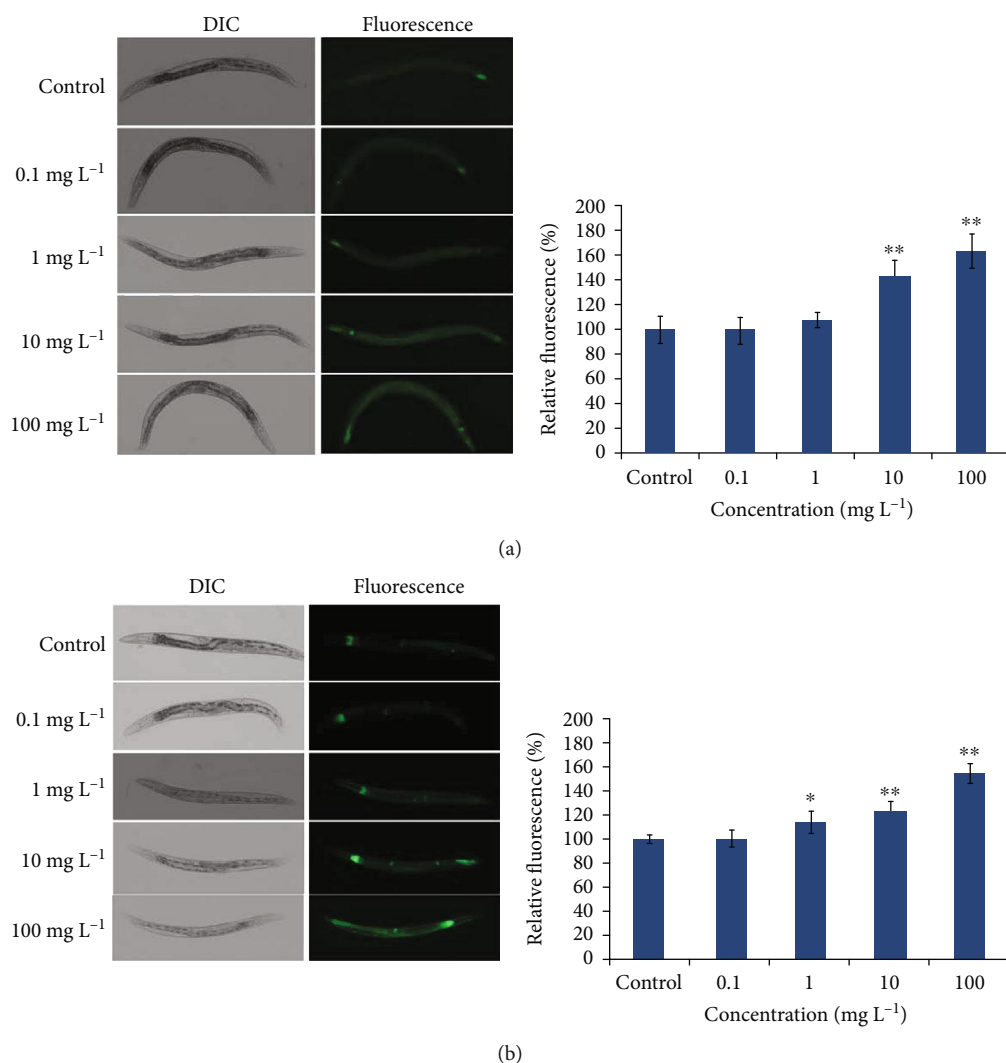 (a)
DIC Fluorescence
Control
0.1 mg L⁻¹
1 mg L⁻¹
10 mg L⁻¹
100 mg L⁻¹
Relative fluorescence (%)
200
180
160
140
120
100
80
60
40
20
0
**
**
Control 0.1 1 10 100
Concentration (mg L⁻¹)
(a)
DIC Fluorescence
Control
0.1 mg L⁻¹
1 mg L⁻¹
10 mg L⁻¹
100 mg L⁻¹
Relative fluorescence (%)
200
180
160
140
120
100
80
60
40
20
0
*
**
**
Control 0.1 1 10 100
Concentration (mg L⁻¹)
(b)